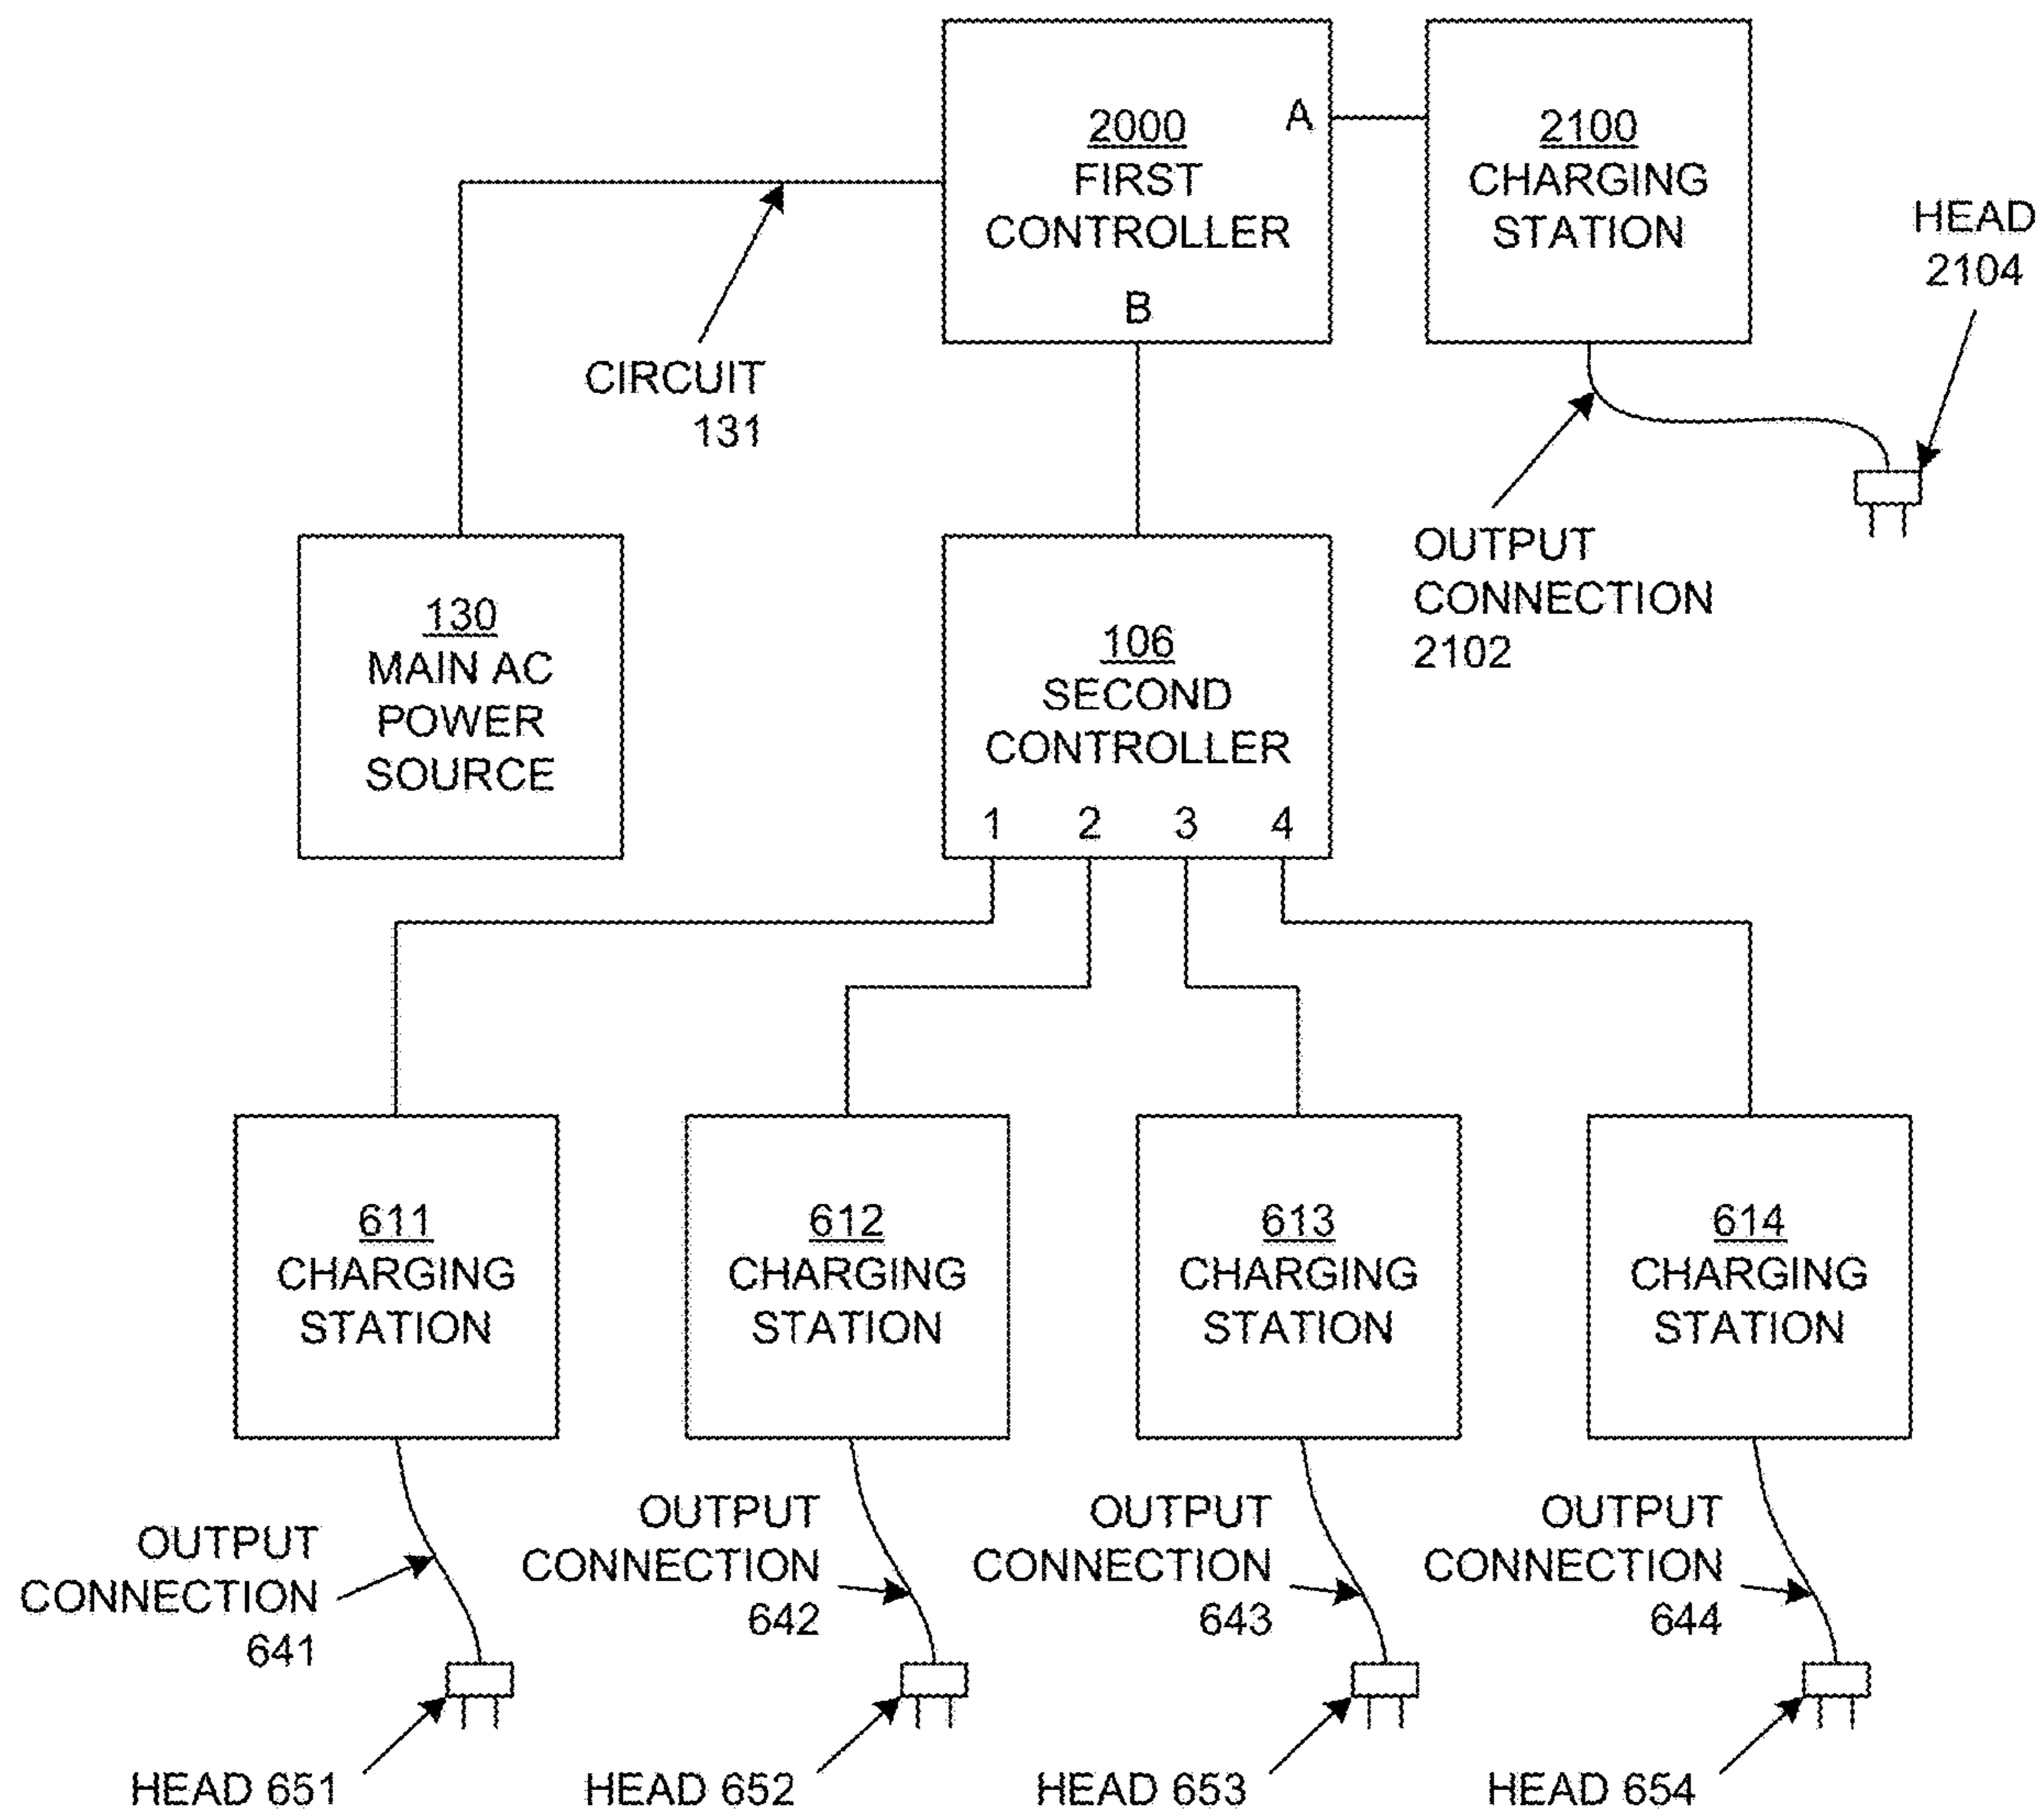 2000
FIRST
CONTROLLER
A
B
2100
CHARGING
STATION
HEAD
2104
CIRCUIT
131
OUTPUT
CONNECTION
2102
130
MAIN AC
POWER
SOURCE
106
SECOND
CONTROLLER
1 2 3 4
611
CHARGING
STATION
612
CHARGING
STATION
613
CHARGING
STATION
614
CHARGING
STATION
OUTPUT
CONNECTION
641
OUTPUT
CONNECTION
642
OUTPUT
CONNECTION
643
OUTPUT
CONNECTION
644
HEAD 651
HEAD 652
HEAD 653
HEAD 654